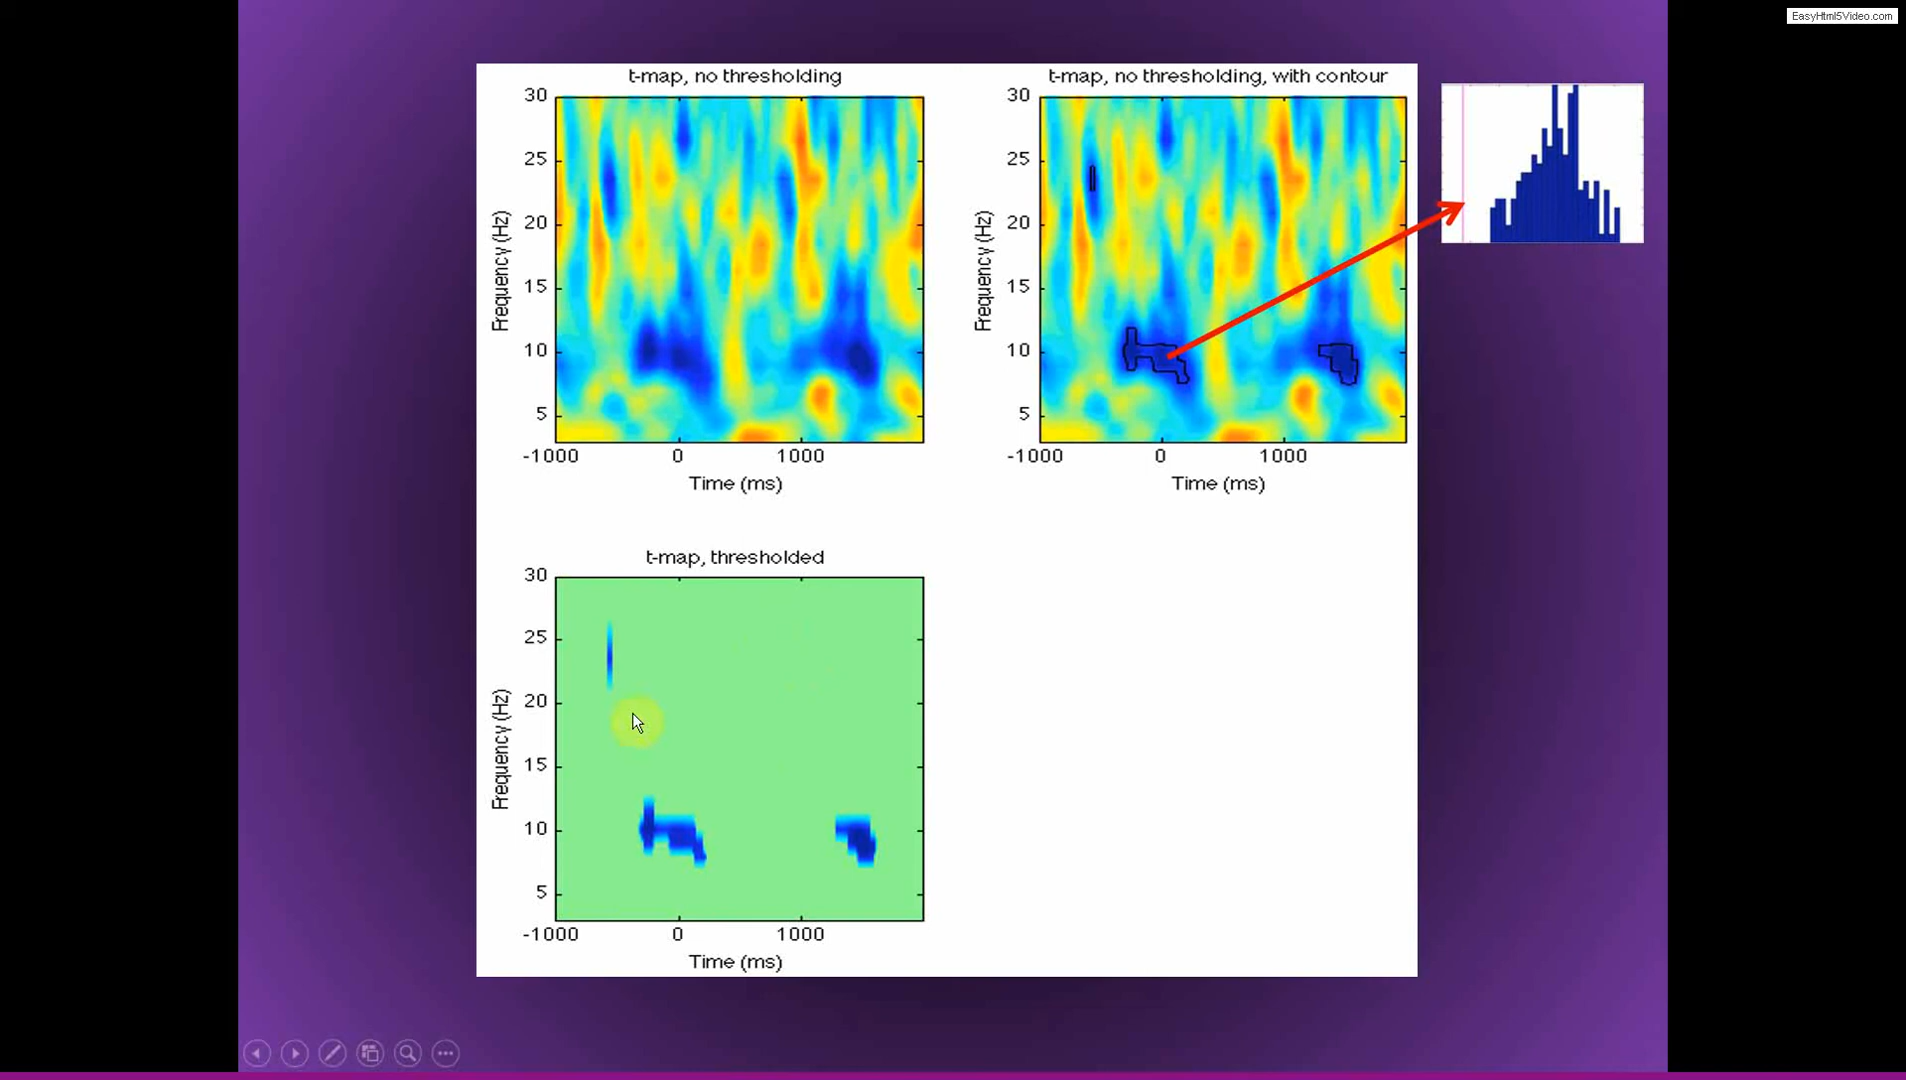 EasyHtml5Video.com
t-map, no thresholding
t-map, no thresholding, with contour
30
25
20
15
10
5
Frequency (Hz)
-1000 0 1000
Time (ms)
30
25
20
15
10
5
Frequency (Hz)
-1000 0 1000
Time (ms)
t-map, thresholded
30
25
20
15
10
5
Frequency (Hz)
-1000 0 1000
Time (ms)